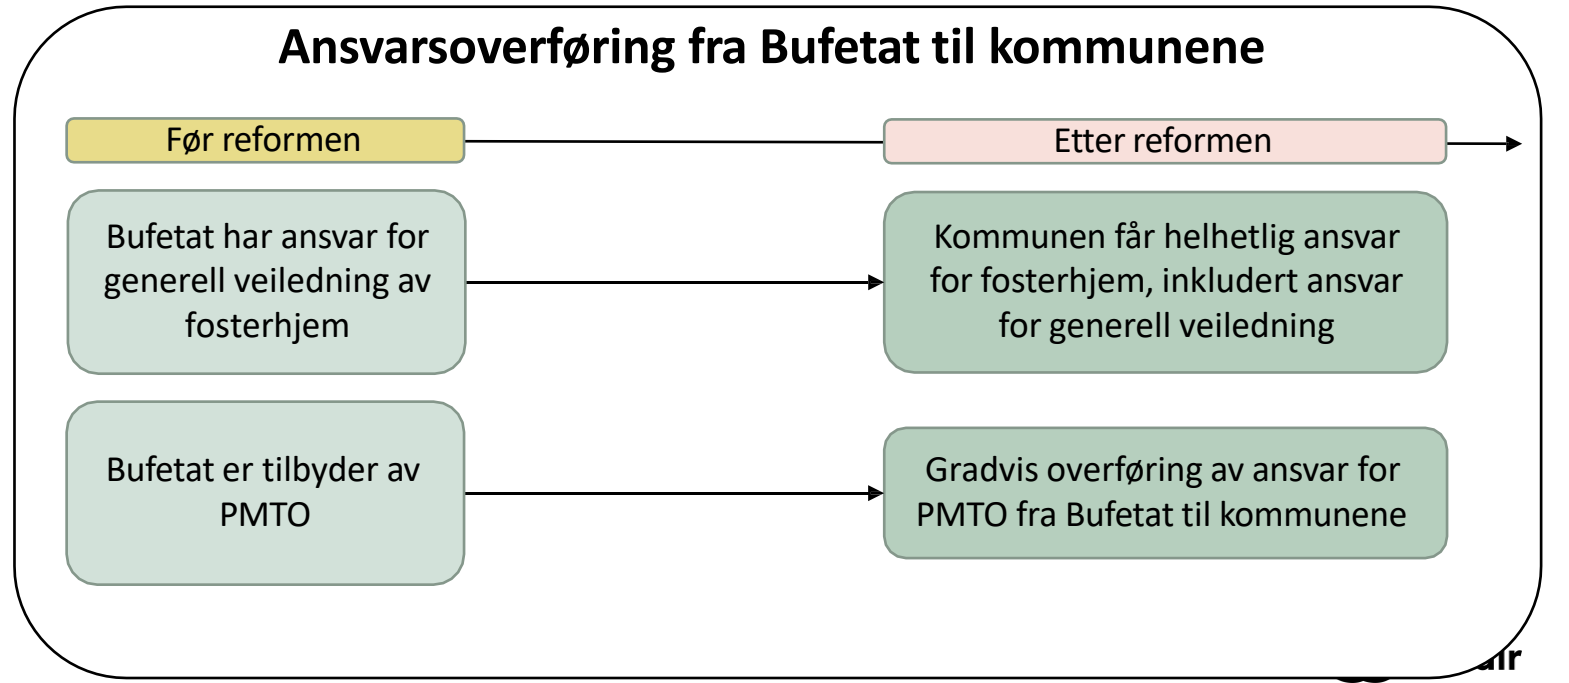 Ansvarsoverføring fra Bufetat til kommunene
Før reformen
Etter reformen
Bufetat har ansvar for
generell veiledning av
fosterhjem
Kommunen får helhetlig ansvar
for fosterhjem, inkludert ansvar
for generell veiledning
Bufetat er tilbyder av
PMTO
Gradvis overføring av ansvar for
PMTO fra Bufetat til kommunene